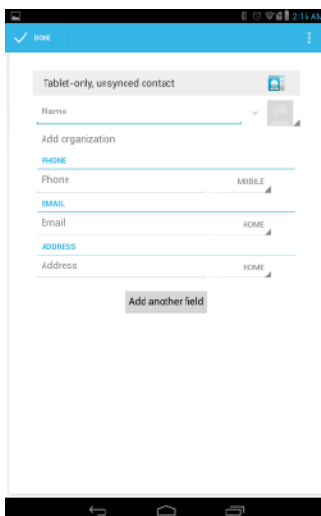 2:16 AM
DONE
Tablet-only, unsynced contact
Name
Add organization
PHONE
Phone MOBILE
EMAIL
Email HOME
ADDRESS
Address HOME
Add another field